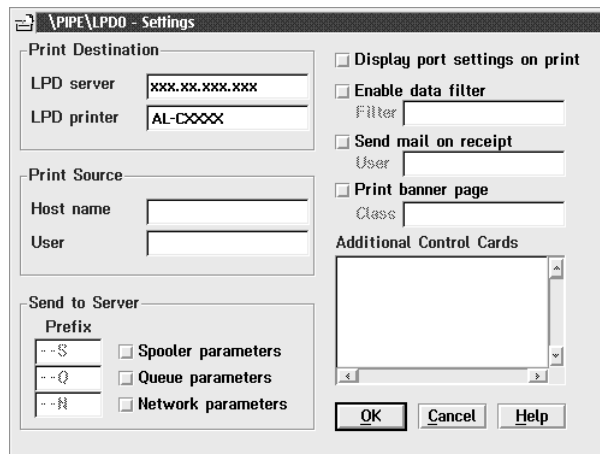 \PIPE\LPD0 - Settings
Print Destination
LPD server
xxx.xx.xxx.xxx
LPD printer
AL-CXXXX
Print Source
Host name
User
Send to Server
Prefix
--S
Spooler parameters
--Q
Queue parameters
--N
Network parameters
Display port settings on print
Enable data filter
Filter
Send mail on receipt
User
Print banner page
Class
Additional Control Cards
OK
Cancel
Help